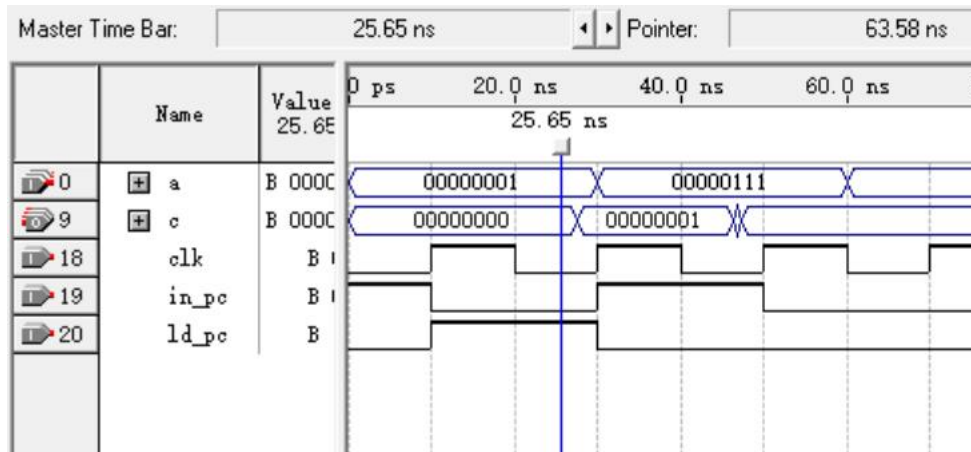 Master Time Bar: 25.65 ns Pointer: 63.58 ns
Name Value 25.65 0 ps 20.0 ns 40.0 ns 60.0 ns
25.65 ns
0 a B 0000 00000001 00000111
9 c B 0000 00000000 00000001
18 clk B
19 in_pc B
20 ld_pc B